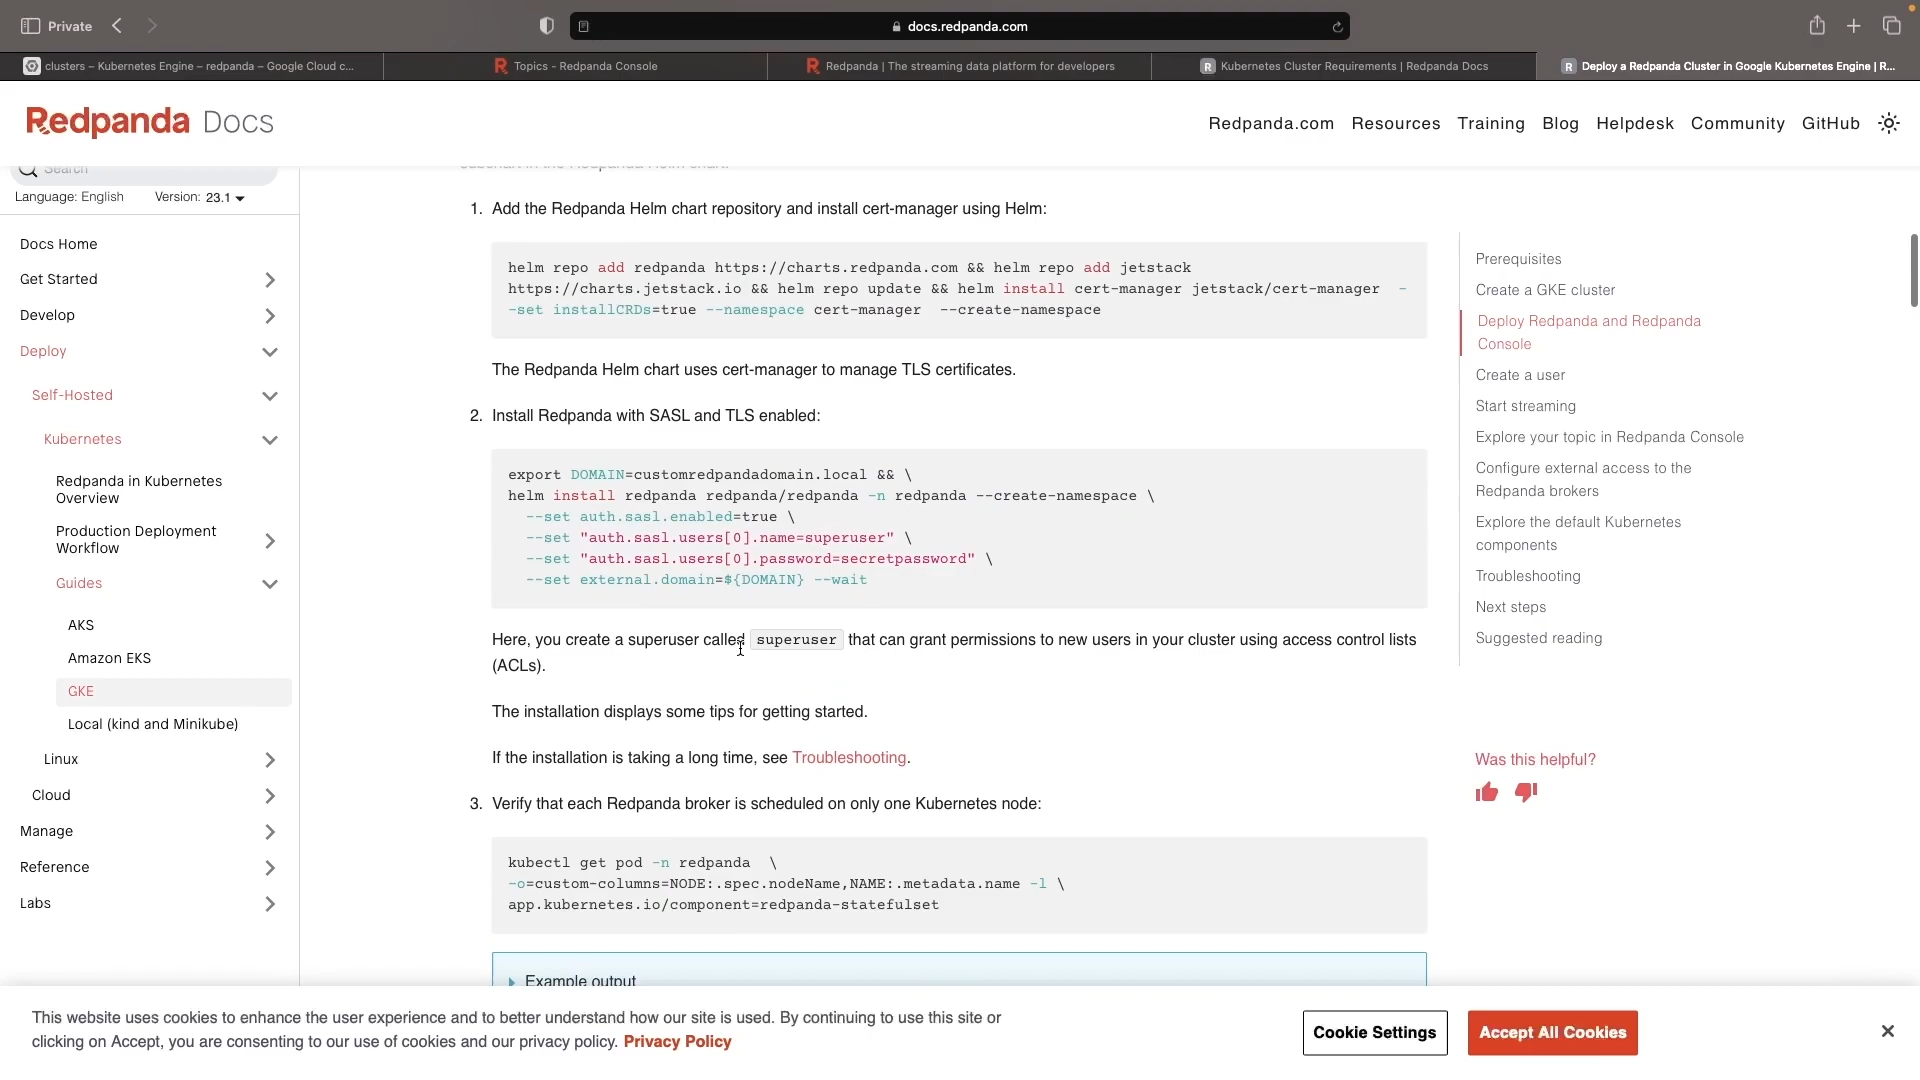 Private
docs.redpanda.com
clusters – Kubernetes Engine – redpanda – Google Cloud c...
Topics - Redpanda Console
Redpanda | The streaming data platform for developers
Kubernetes Cluster Requirements | Redpanda Docs
Deploy a Redpanda Cluster in Google Kubernetes Engine | R...
Redpanda Docs
Redpanda.com
Resources
Training
Blog
Helpdesk
Community
GitHub
Search
Language: English
Version: 23.1
Docs Home
Get Started
Develop
Deploy
Self-Hosted
Kubernetes
Redpanda in Kubernetes
Overview
Production Deployment
Workflow
Guides
AKS
Amazon EKS
GKE
Local (kind and Minikube)
Linux
Cloud
Manage
Reference
Labs
subchart in the Redpanda Helm chart.
1. Add the Redpanda Helm chart repository and install cert-manager using Helm:
helm repo add redpanda https://charts.redpanda.com && helm repo add jetstack
https://charts.jetstack.io && helm repo update && helm install cert-manager jetstack/cert-manager  -
-set installCRDs=true --namespace cert-manager  --create-namespace
The Redpanda Helm chart uses cert-manager to manage TLS certificates.
2. Install Redpanda with SASL and TLS enabled:
export DOMAIN=customredpandadomain.local && \
helm install redpanda redpanda/redpanda -n redpanda --create-namespace \
--set auth.sasl.enabled=true \
--set "auth.sasl.users[0].name=superuser" \
--set "auth.sasl.users[0].password=secretpassword" \
--set external.domain=${DOMAIN} --wait
Here, you create a superuser called superuser that can grant permissions to new users in your cluster using access control lists
(ACLs).
The installation displays some tips for getting started.
If the installation is taking a long time, see Troubleshooting.
3. Verify that each Redpanda broker is scheduled on only one Kubernetes node:
kubectl get pod -n redpanda  \
-o=custom-columns=NODE:.spec.nodeName,NAME:.metadata.name -l \
app.kubernetes.io/component=redpanda-statefulset
Example output
Prerequisites
Create a GKE cluster
Deploy Redpanda and Redpanda
Console
Create a user
Start streaming
Explore your topic in Redpanda Console
Configure external access to the
Redpanda brokers
Explore the default Kubernetes
components
Troubleshooting
Next steps
Suggested reading
Was this helpful?
This website uses cookies to enhance the user experience and to better understand how our site is used. By continuing to use this site or
clicking on Accept, you are consenting to our use of cookies and our privacy policy. Privacy Policy
Cookie Settings
Accept All Cookies